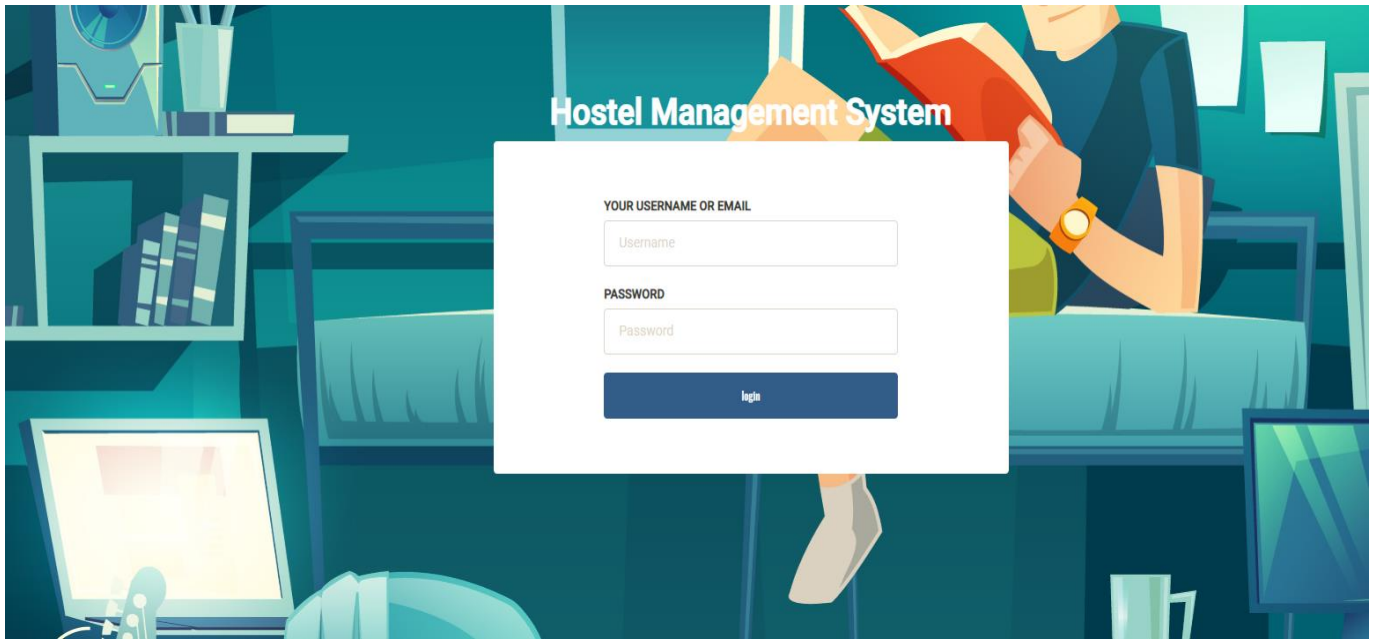 Hostel Management System
YOUR USERNAME OR EMAIL
Username
PASSWORD
Password
login